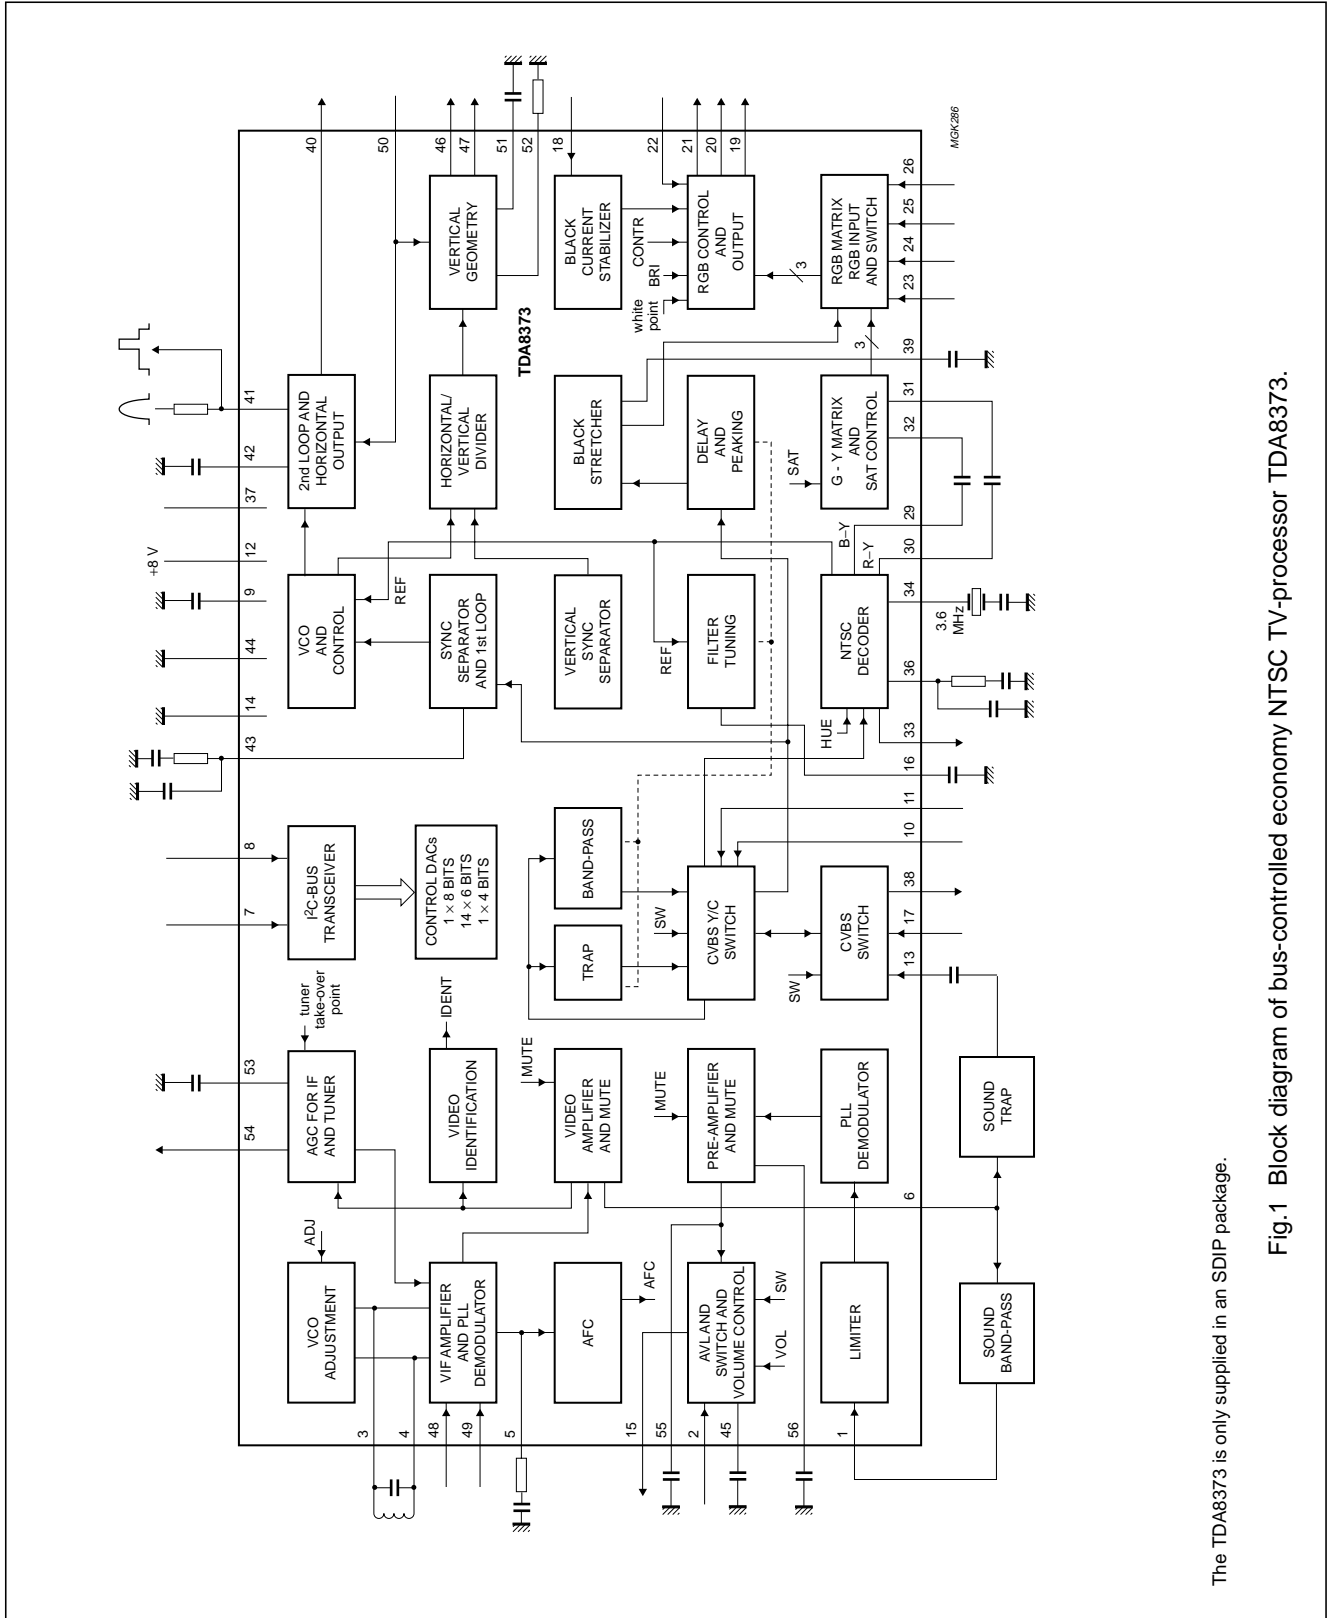 54
53
7
8
43
14
44
9
12
+8 V
37
42
41
VCO
ADJUSTMENT
ADJ
AGC FOR IF
AND TUNER
tuner
take-over
point
I2C-BUS
TRANSCEIVER
VCO
AND
CONTROL
REF
2nd LOOP AND
HORIZONTAL
OUTPUT
40
50
3
4
48
49
5
VIF AMPLIFIER
AND PLL
DEMODULATOR
VIDEO
IDENTIFICATION
IDENT
CONTROL DACs
1 × 8 BITS
14 × 6 BITS
1 × 4 BITS
SYNC
SEPARATOR
AND 1st LOOP
HORIZONTAL/
VERTICAL
DIVIDER
VERTICAL
GEOMETRY
46
47
51
52
TDA8373
AFC
AFC
MUTE
VIDEO
AMPLIFIER
AND MUTE
TRAP
BAND-PASS
VERTICAL
SYNC
SEPARATOR
BLACK
STRETCHER
BLACK
CURRENT
STABILIZER
18
15
55
2
45
56
AVL AND
SWITCH AND
VOLUME CONTROL
VOL
SW
MUTE
PRE-AMPLIFIER
AND MUTE
SW
CVBS Y/C
SWITCH
REF
FILTER
TUNING
DELAY
AND
PEAKING
white
point
BRI
CONTR
RGB CONTROL
AND
OUTPUT
22
21
20
19
1
LIMITER
PLL
DEMODULATOR
SW
CVBS
SWITCH
HUE
NTSC
DECODER
B–Y
R–Y
SAT
G - Y MATRIX
AND
SAT CONTROL
3
3
RGB MATRIX
RGB INPUT
AND SWITCH
6
13
17
38
10
11
16
33
36
34
30
29
32
31
39
23
24
25
26
3.6
MHz
SOUND
BAND-PASS
SOUND
TRAP
MGK286
The TDA8373 is only supplied in an SDIP package.
Fig.1 Block diagram of bus-controlled economy NTSC TV-processor TDA8373.